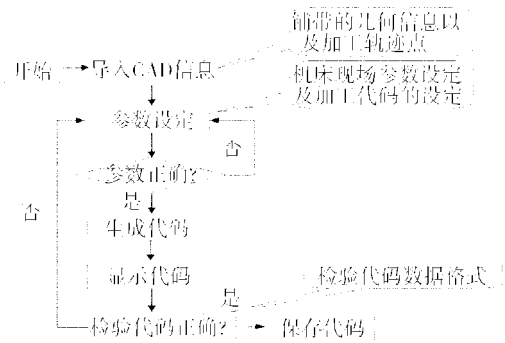 铺带的几何信息以
及加工轨迹点
开始
导入CAD信息
机床现场参数设定
及加工代码的设定
参数设定
否
参数正确?
是
否
生成代码
显示代码
检验代码数据格式
是
检验代码正确?
保存代码